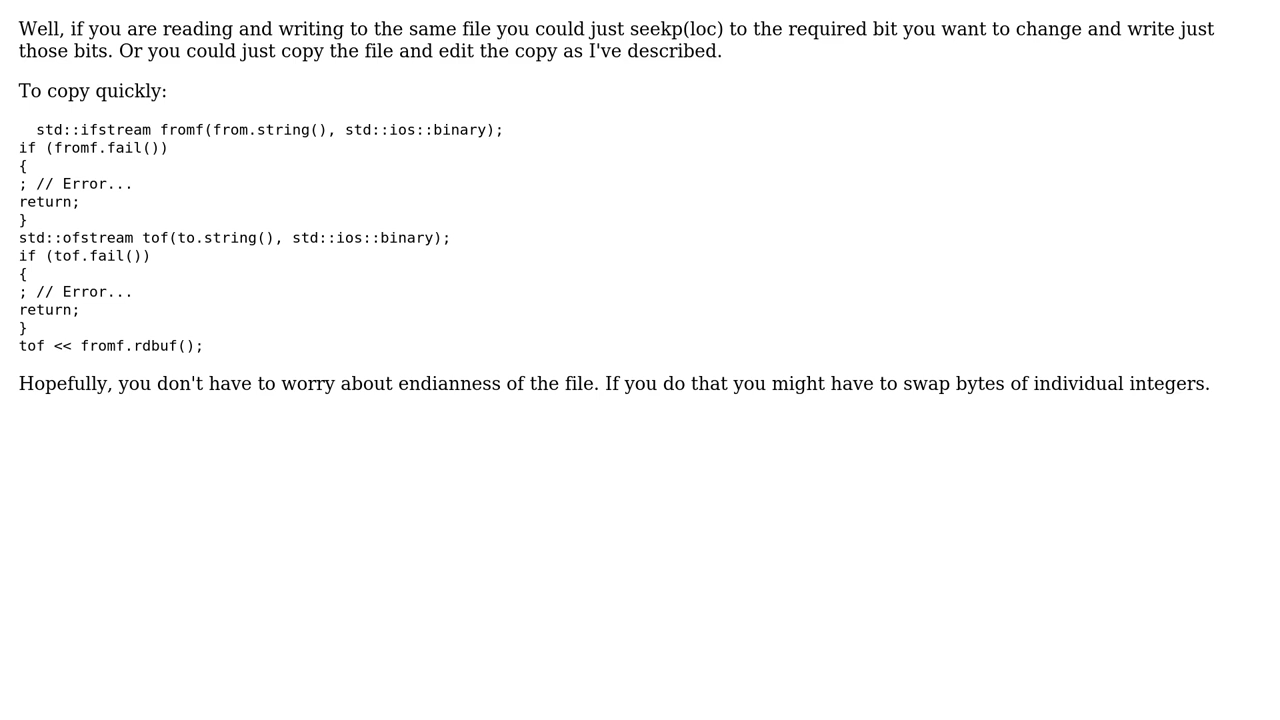 Well, if you are reading and writing to the same file you could just seekp(loc) to the required bit you want to change and write just
those bits. Or you could just copy the file and edit the copy as I've described.
To copy quickly:
  std::ifstream fromf(from.string(), std::ios::binary);
if (fromf.fail())
{
; // Error...
return;
}
std::ofstream tof(to.string(), std::ios::binary);
if (tof.fail())
{
; // Error...
return;
}
tof << fromf.rdbuf();
Hopefully, you don't have to worry about endianness of the file. If you do that you might have to swap bytes of individual integers.